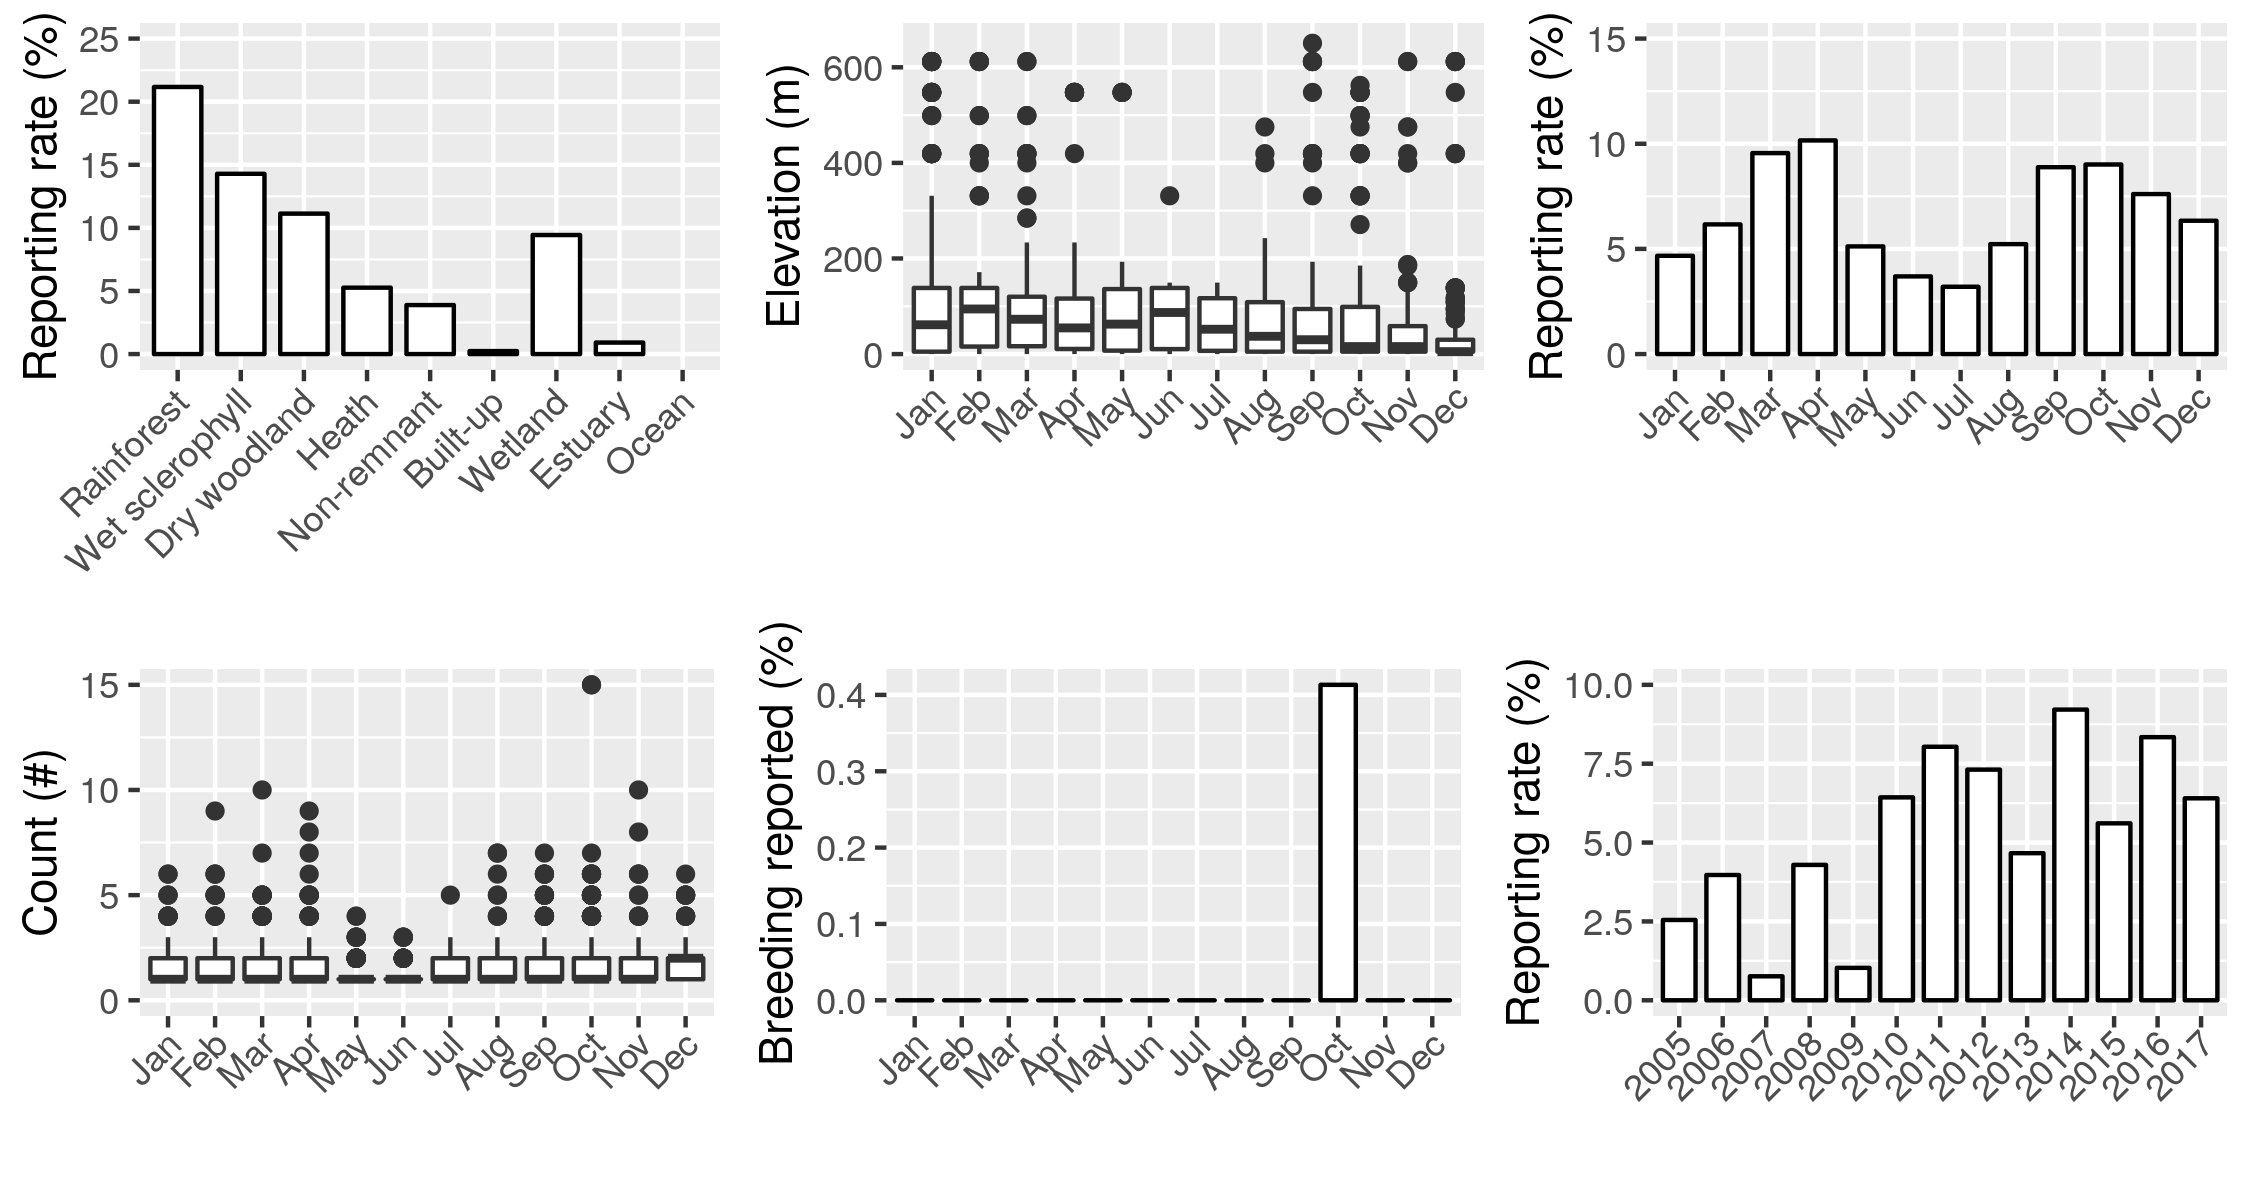 Reporting rate (%)
25
20
15
10
5
0
Rainforest
Wet sclerophyll
Dry woodland
Heath
Non-remnant
Built-up
Wetland
Estuary
Ocean
Elevation (m)
600
400
200
0
Jan
Feb
Mar
Apr
May
Jun
Jul
Aug
Sep
Oct
Nov
Dec
Reporting rate (%)
15
10
5
0
Jan
Feb
Mar
Apr
May
Jun
Jul
Aug
Sep
Oct
Nov
Dec
Count (#)
15
10
5
0
Jan
Feb
Mar
Apr
May
Jun
Jul
Aug
Sep
Oct
Nov
Dec
Breeding reported (%)
0.4
0.3
0.2
0.1
0.0
Jan
Feb
Mar
Apr
May
Jun
Jul
Aug
Sep
Oct
Nov
Dec
Reporting rate (%)
10.0
7.5
5.0
2.5
0.0
2005
2006
2007
2008
2009
2010
2011
2012
2013
2014
2015
2016
2017